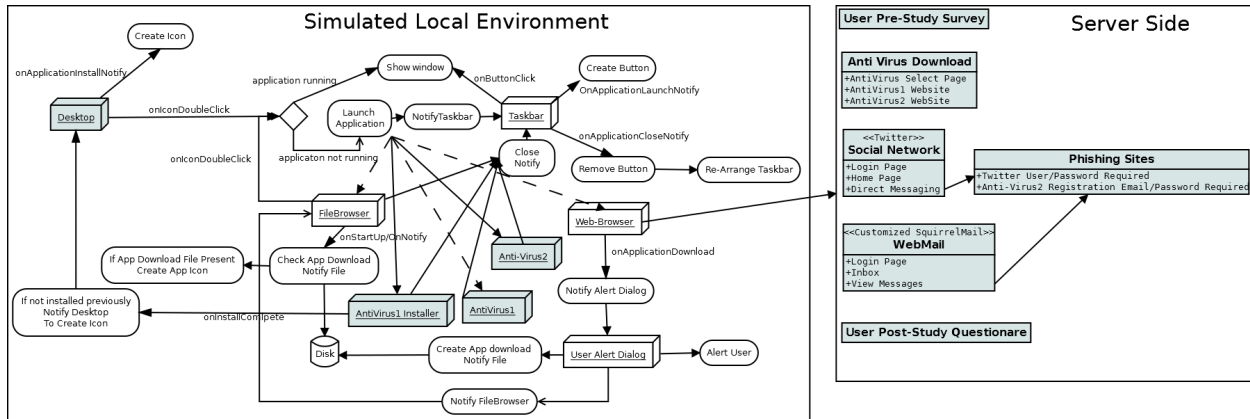 Simulated Local Environment
Create Icon
onApplicationInstallNotify
Desktop
onIconDoubleClick
application running
Show window
onButtonClick
Create Button
OnApplicationLaunchNotify
Launch
Application
NotifyTaskbar
Taskbar
applicaton not running
onIconDoubleClick
Close
Notify
onApplicationCloseNotify
Remove Button
Re-Arrange Taskbar
FileBrowser
Web-Browser
onStartUp/OnNotify
Check App Download
Notify File
If App Download File Present
Create App Icon
Anti-Virus2
onApplicationDownload
If not installed previously
Notify Desktop
To Create Icon
onInstallComlpete
AntiVirus1 Installer
AntiVirus1
Notify Alert Dialog
Disk
Create App download
Notify File
User Alert Dialog
Alert User
Notify FileBrowser
Server Side
User Pre-Study Survey
Anti Virus Download
+AntiVirus Select Page
+AntiVirus1 Website
+AntiVirus2 WebSite
<<Twitter>>
Social Network
+Login Page
+Home Page
+Direct Messaging
Phishing Sites
+Twitter User/Password Required
+Anti-Virus2 Registration Email/Password Required
<<Customized SquirrelMail>>
WebMail
+Login Page
+Inbox
+View Messages
User Post-Study Questionare